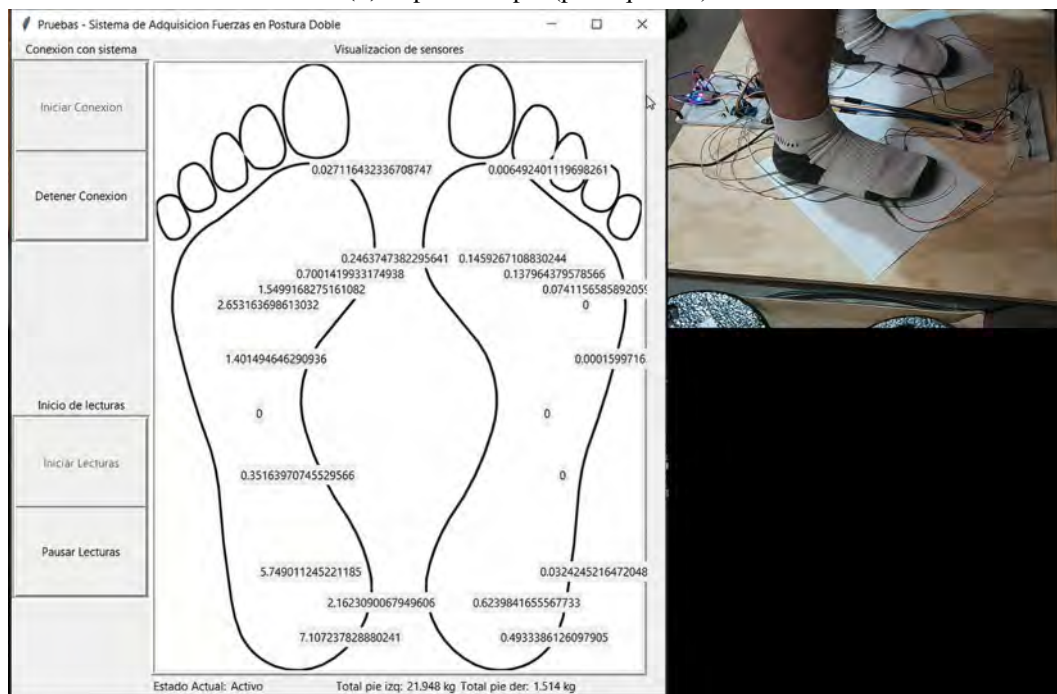 Pruebas - Sistema de Adquisicion Fuerzas en Postura Doble
Conexion con sistema
Visualizacion de sensores
Iniciar Conexion
Detener Conexion
Inicio de lecturas
Iniciar Lecturas
Pausar Lecturas
0.027116432336708747
0.006492401119698261
0.2463747382295641
0.1459267108830244
0.7001419933174938
0.137964379578566
1.5499168275161082
0.0741156585892059
2.653163698613032
0
1.401494646290936
0.0001599716
0
0
0.35163970745529566
0
5.749011245221185
0.0324245216472048
2.1623090067949606
0.6239841655567733
7.107237828880241
0.4933386126097905
Estado Actual: Activo
Total pie izq: 21.948 kg Total pie der: 1.514 kg